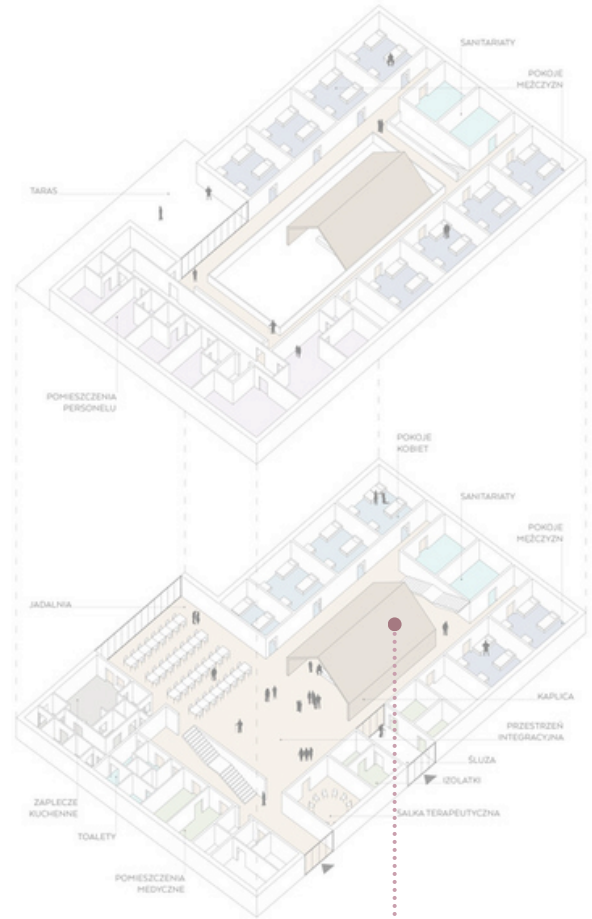 SANITARIATY
POKOJE
MĘŻCZYZN
TARAS
POMIESZCZENIA
PERSONELU
POKOJE
KOBIET
SANITARIATY
POKOJE
MĘŻCZYZN
JADALNIA
KAPLICA
PRZESTRZEŃ
INTEGRACYJNA
ŚLUZA
IZOLATKI
ZAPLECZE
KUCHENNE
SALKA TERAPEUTYCZNA
TOALETY
POMIESZCZENIA
MEDYCZNE